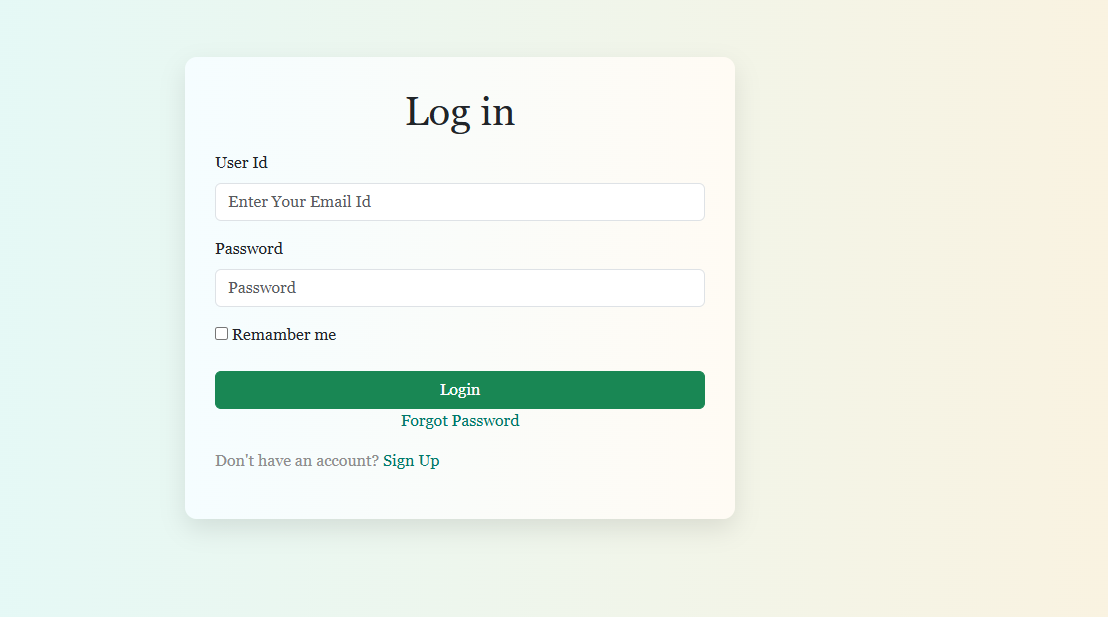 Log in
User Id
Enter Your Email Id
Password
Password
Remamber me
Login
Forgot Password
Don't have an account? Sign Up